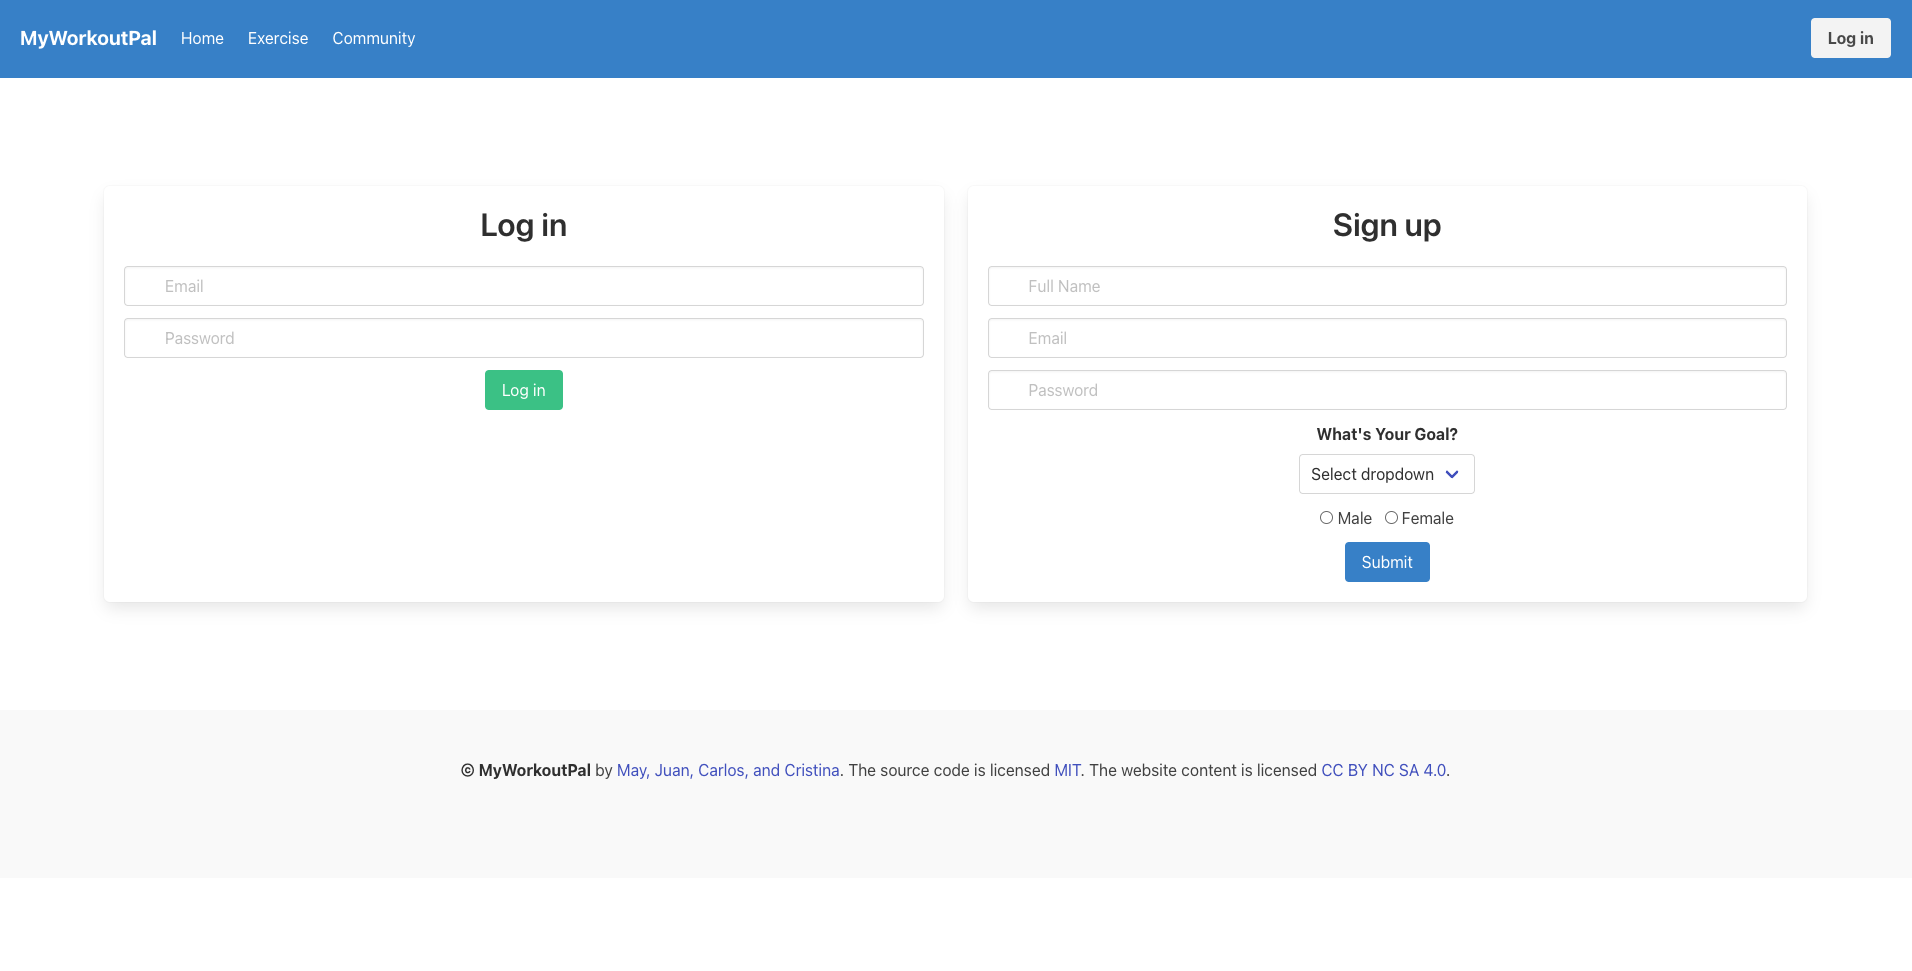 MyWorkoutPal Home Exercise Community Log in
Log in
Email
Password
Log in
Sign up
Full Name
Email
Password
What's Your Goal?
Select dropdown
Male Female
Submit
© MyWorkoutPal by May, Juan, Carlos, and Cristina. The source code is licensed MIT. The website content is licensed CC BY NC SA 4.0.